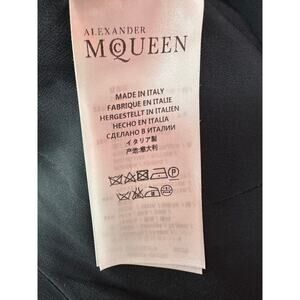 ALEXANDER
MCQUEEN
MADE IN ITALY
FABRIQUE EN ITALIE
HERGESTELLT IN ITALIEN
HECHO EN ITALIA
СДЕЛАНО В ИТАЛИИ
イタリア製
产地:意大利